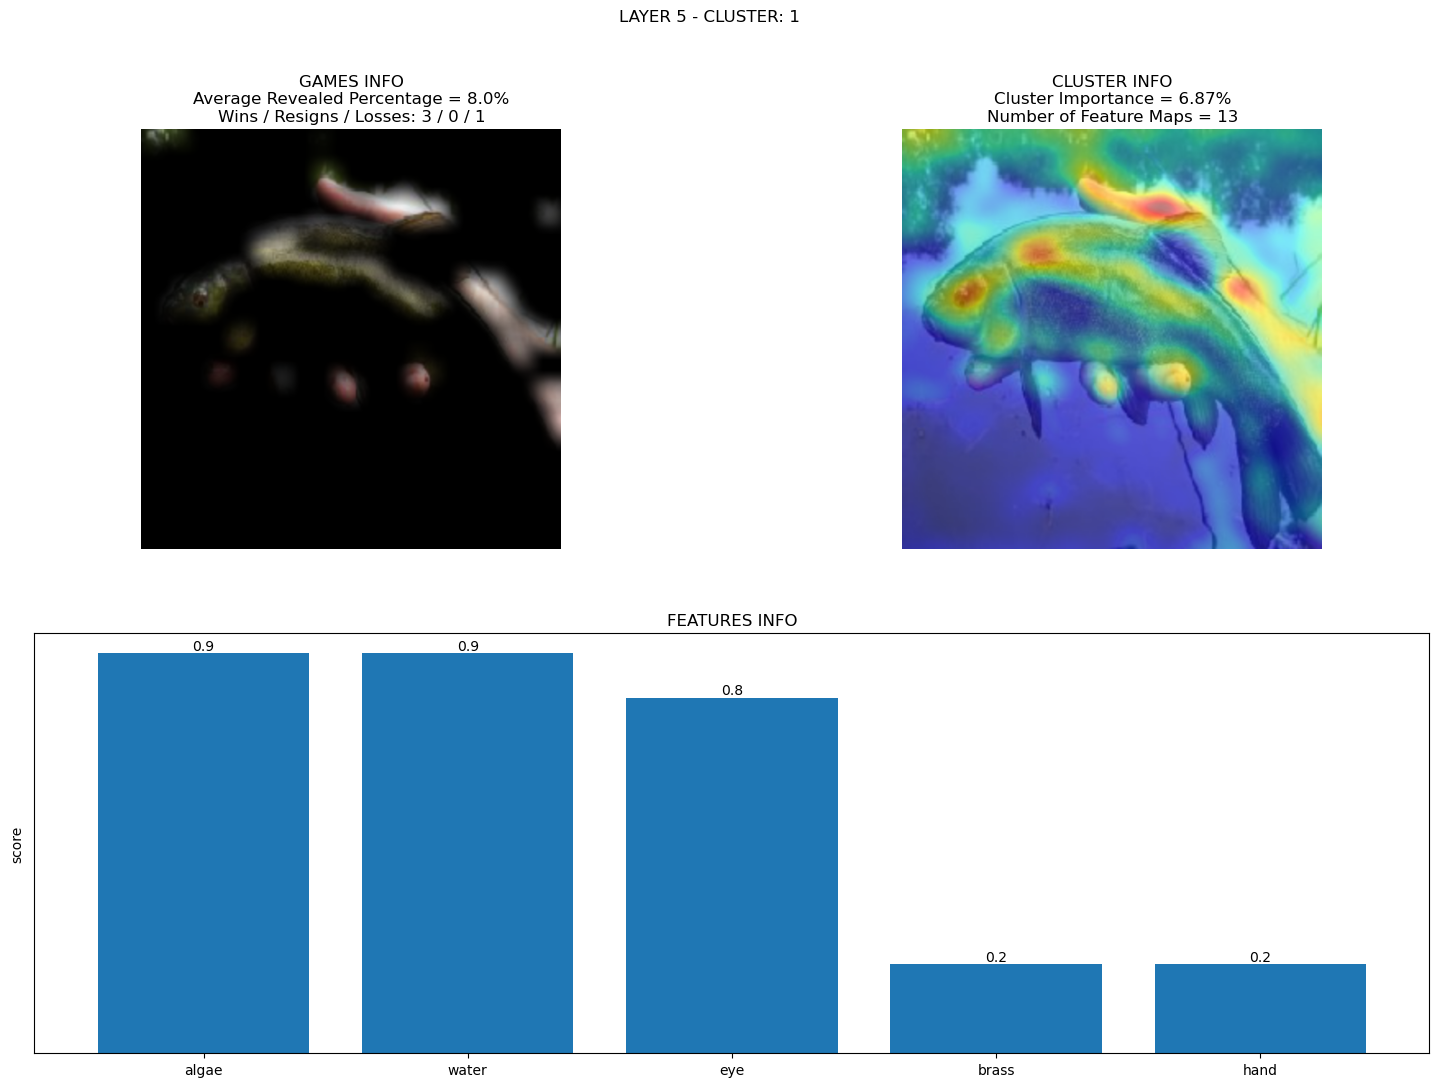 LAYER 5 - CLUSTER: 1
GAMES INFO
Average Revealed Percentage = 8.0%
Wins / Resigns / Losses: 3 / 0 / 1
CLUSTER INFO
Cluster Importance = 6.87%
Number of Feature Maps = 13
FEATURES INFO
score
0.9
0.9
0.8
0.2
0.2
algae
water
eye
brass
hand